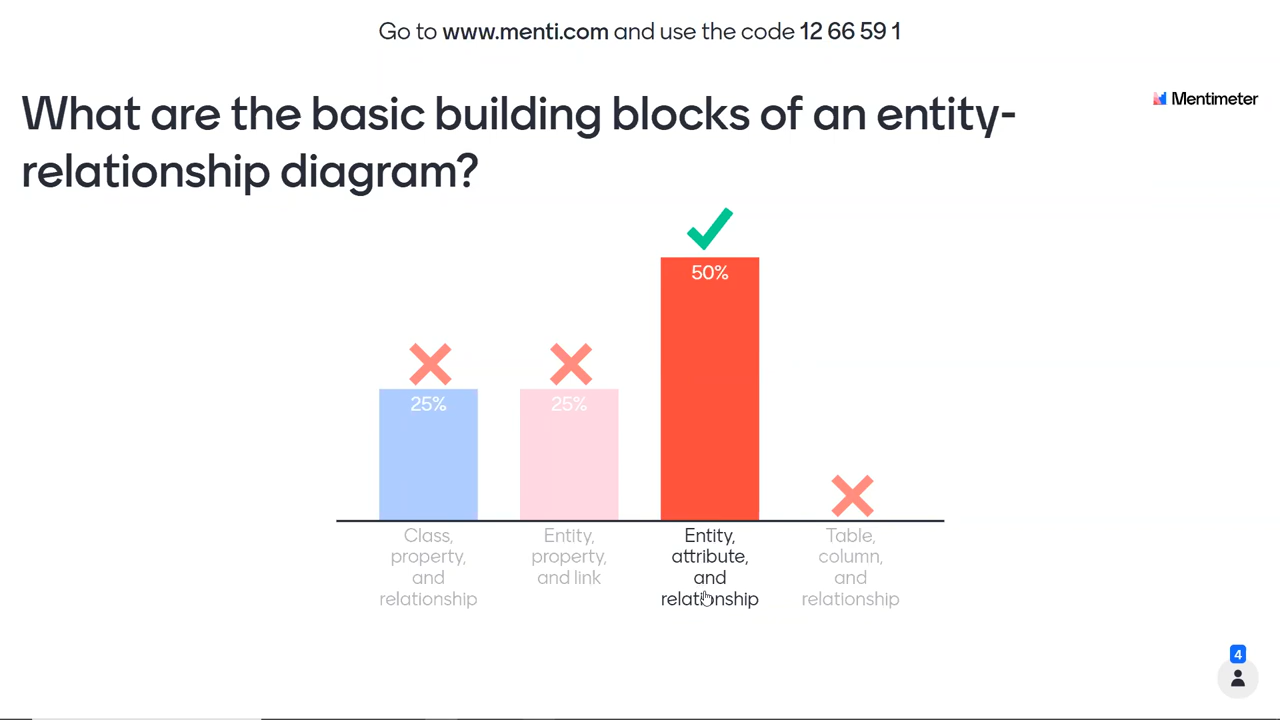 Go to www.menti.com and use the code 12 66 59 1
What are the basic building blocks of an entity-
relationship diagram?
Mentimeter
50%
25%
25%
Class,
property,
and
relationship
Entity,
property,
and link
Entity,
attribute,
and
relationship
Table,
column,
and
relationship
4